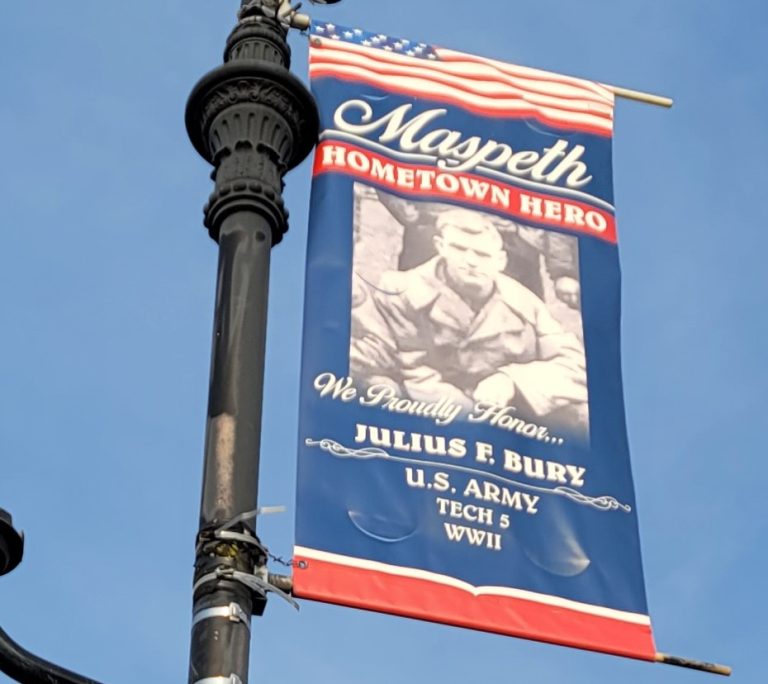 Maspeth
HOMETOWN HERO
We Proudly Honor...
JULIUS F. BURY
U.S. ARMY
TECH 5
WWII